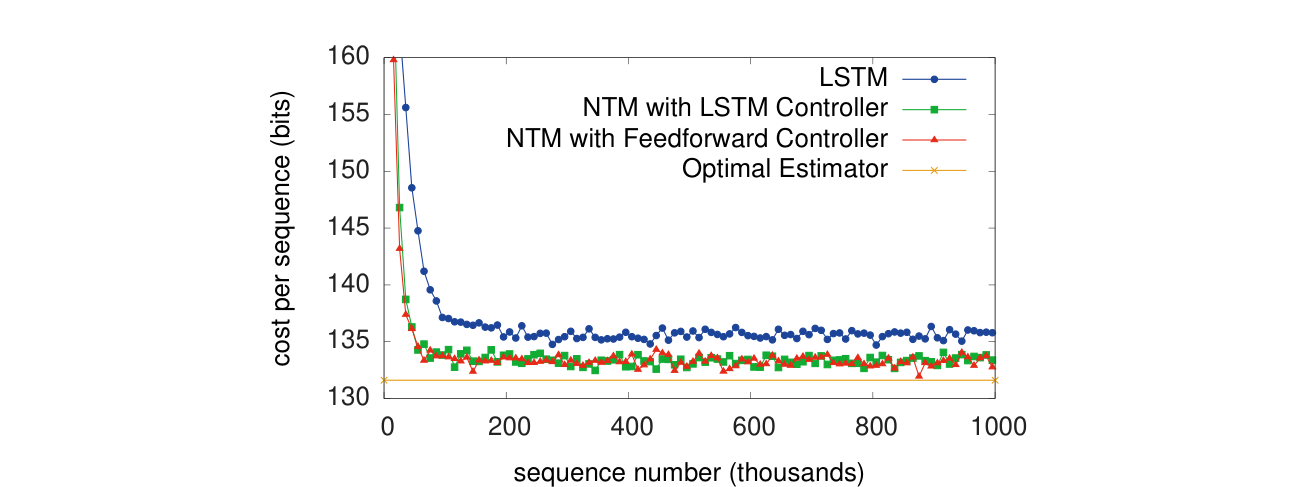 160
155
150
145
140
135
130
cost per sequence (bits)
LSTM
NTM with LSTM Controller
NTM with Feedforward Controller
Optimal Estimator
0 200 400 600 800 1000
sequence number (thousands)